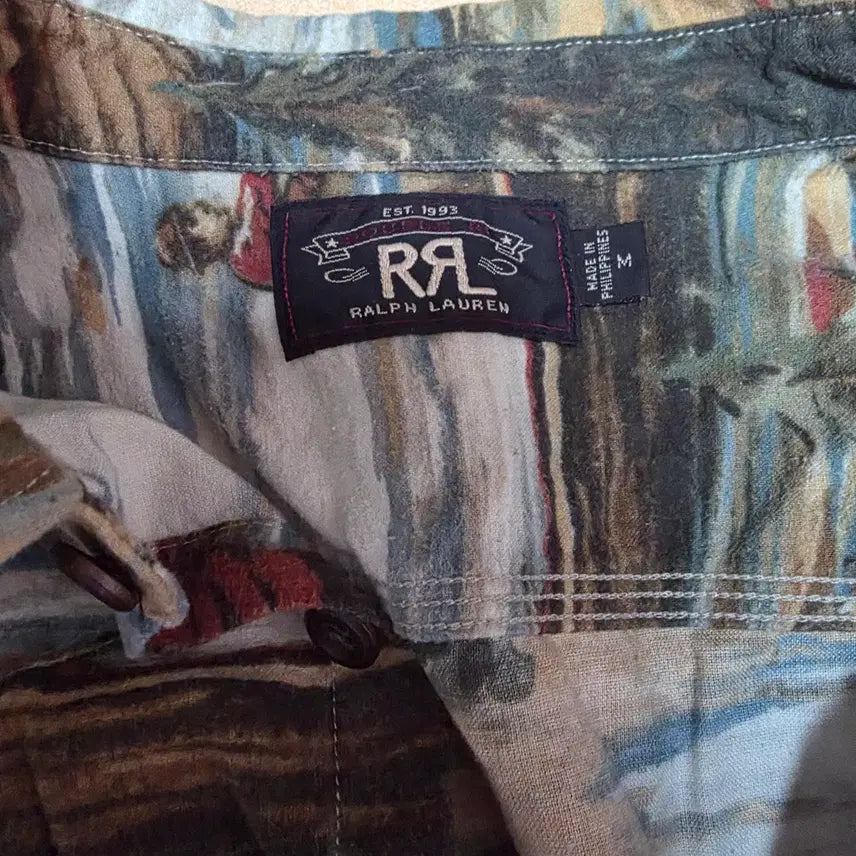 EST. 1993
RRL
RALPH LAUREN
MADE IN
PHILIPPINES
M